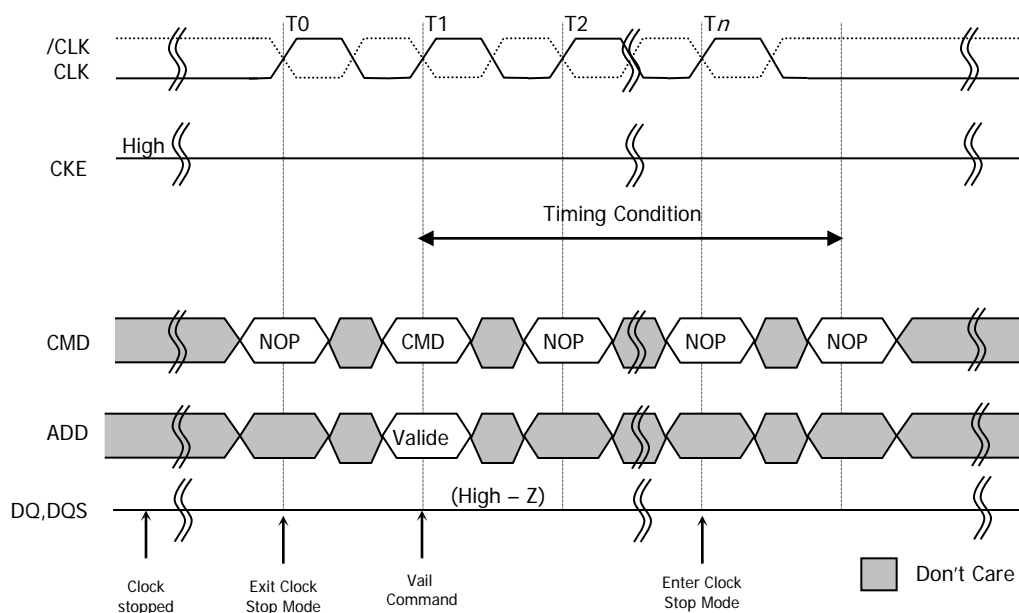 T0 T1 T2 Tn
/CLK
CLK
High
CKE
Timing Condition
CMD NOP CMD NOP NOP NOP
ADD Valide
(High – Z)
DQ,DQS
Clock
stopped
Exit Clock
Stop Mode
Vail
Command
Enter Clock
Stop Mode
Don't Care